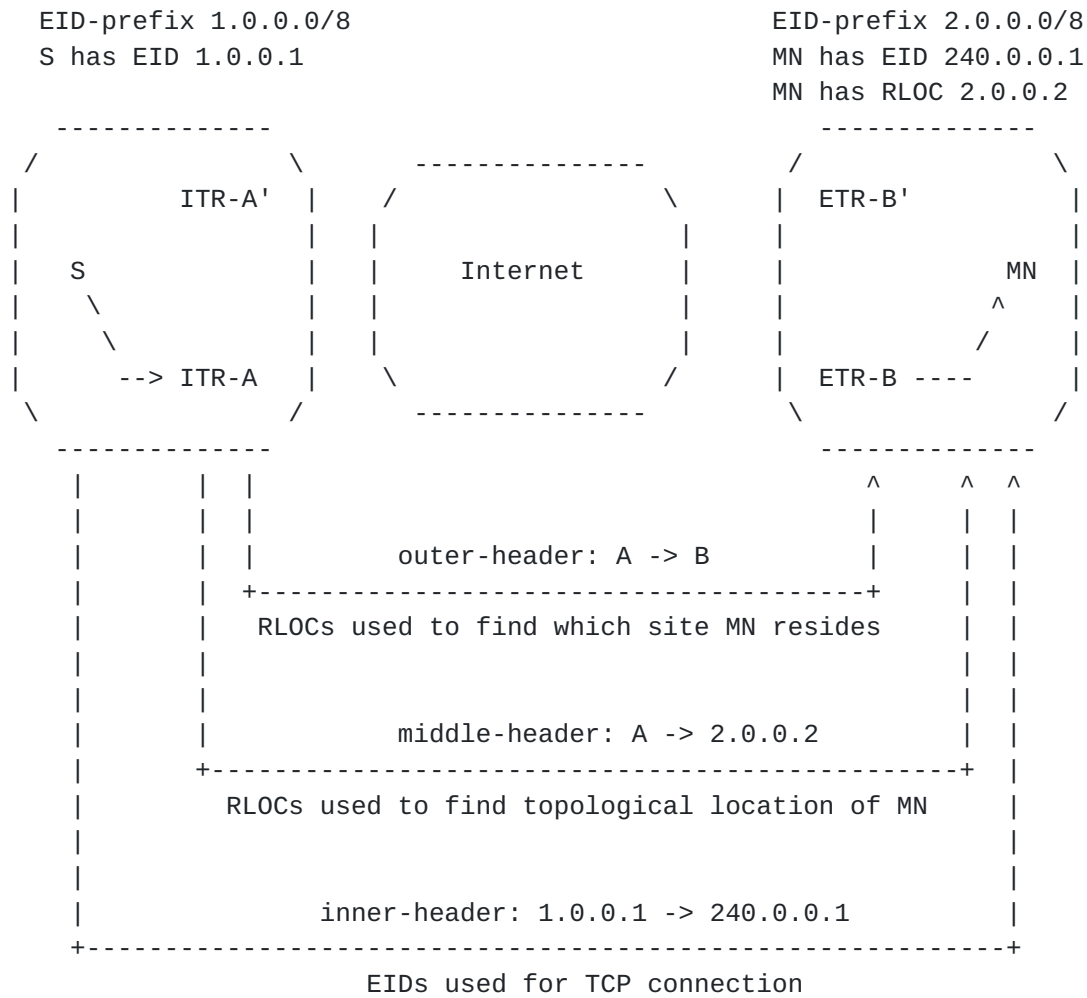 EID-prefix 1.0.0.0/8 EID-prefix 2.0.0.0/8
S has EID 1.0.0.1 MN has EID 240.0.0.1
MN has RLOC 2.0.0.2
ITR-A' ETR-B'
S Internet MN
--> ITR-A ETR-B ----
outer-header: A -> B
RLOCs used to find which site MN resides
middle-header: A -> 2.0.0.2
RLOCs used to find topological location of MN
inner-header: 1.0.0.1 -> 240.0.0.1
EIDs used for TCP connection